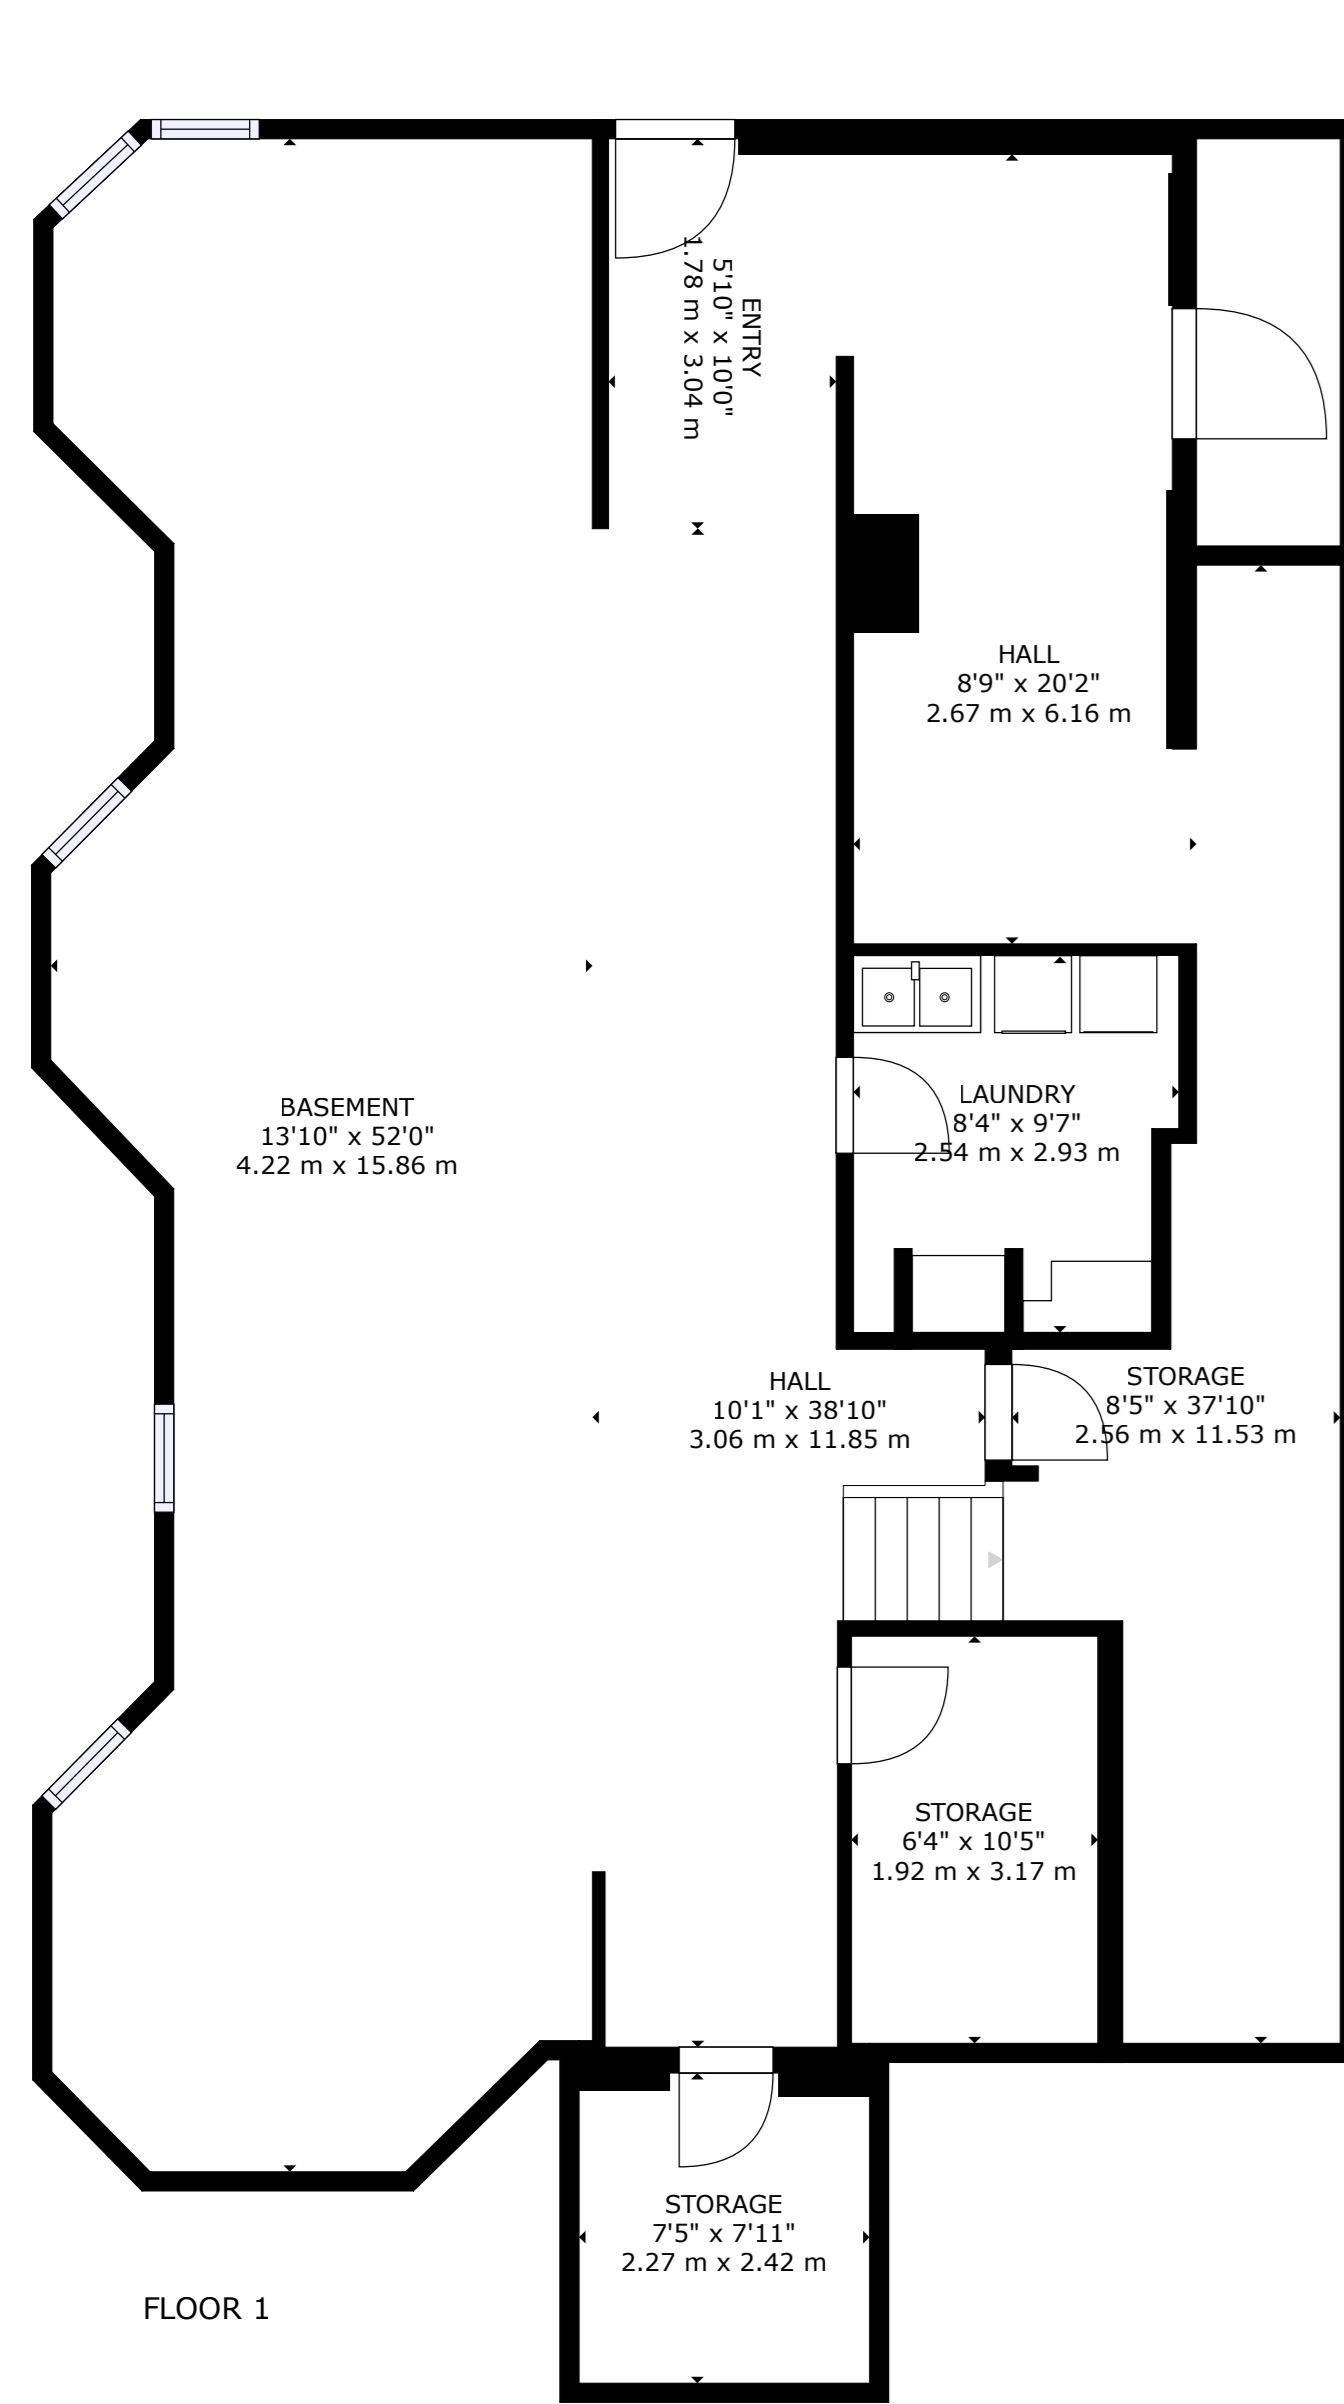 ENTRY
5'10" x 10'0"
1.78 m x 3.04 m
HALL
8'9" x 20'2"
2.67 m x 6.16 m
BASEMENT
13'10" x 52'0"
4.22 m x 15.86 m
LAUNDRY
8'4" x 9'7"
2.54 m x 2.93 m
HALL
10'1" x 38'10"
3.06 m x 11.85 m
STORAGE
8'5" x 37'10"
2.56 m x 11.53 m
STORAGE
6'4" x 10'5"
1.92 m x 3.17 m
STORAGE
7'5" x 7'11"
2.27 m x 2.42 m
FLOOR 1